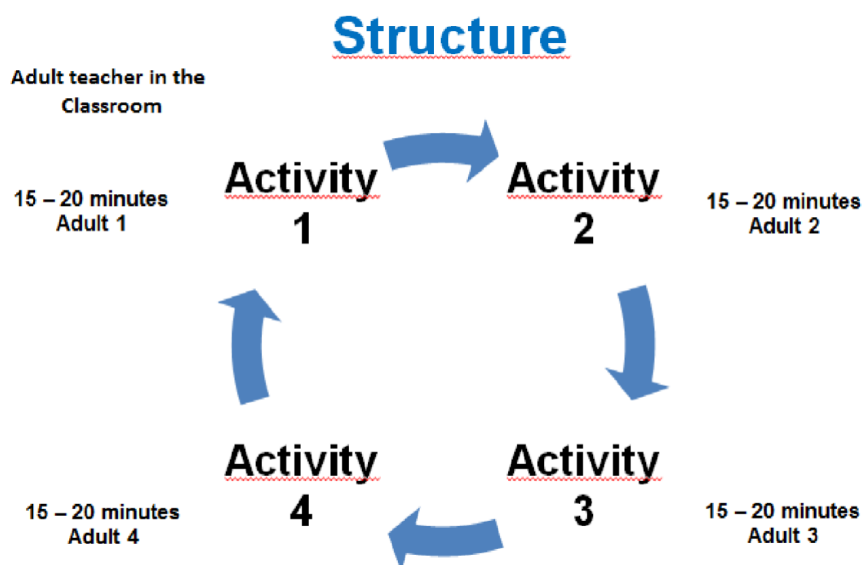 Structure
Adult teacher in the
Classroom
Activity
1
15 – 20 minutes
Adult 1
Activity
2
15 – 20 minutes
Adult 2
Activity
3
15 – 20 minutes
Adult 3
Activity
4
15 – 20 minutes
Adult 4